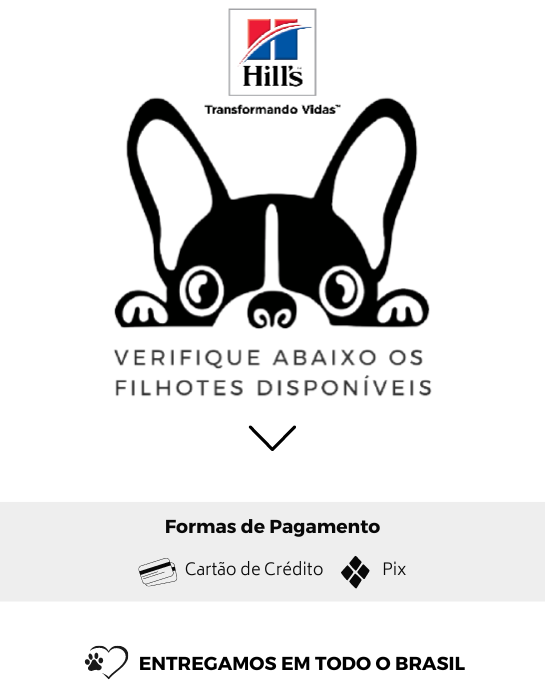 Hill's
Transformando Vidas™
VERIFIQUE ABAIXO OS
FILHOTES DISPONÍVEIS
Formas de Pagamento
Cartão de Crédito Pix
ENTREGAMOS EM TODO O BRASIL